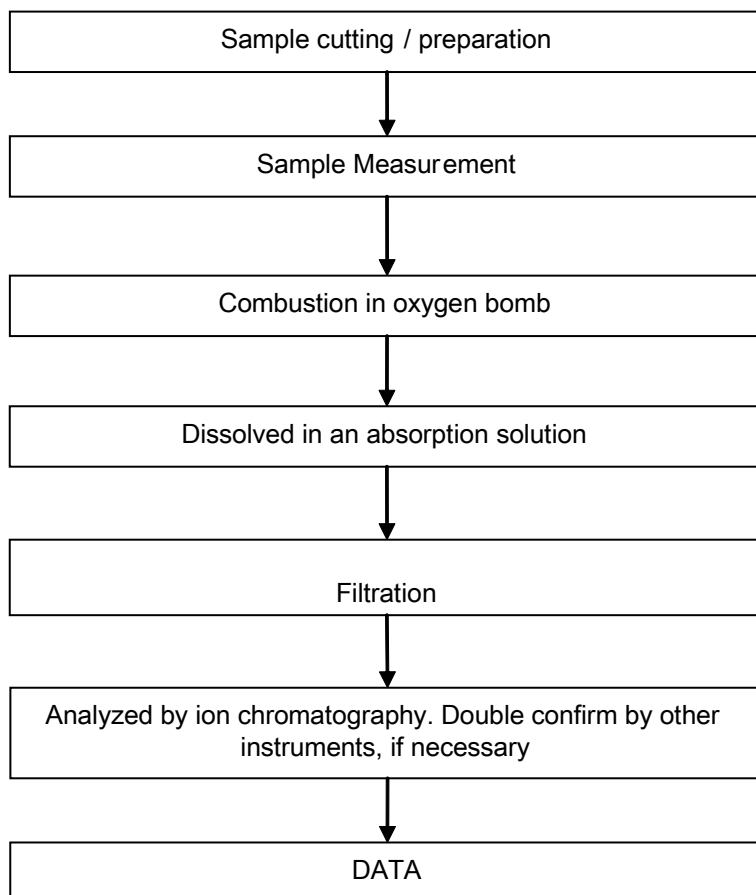 Sample cutting / preparation
Sample Measurement
Combustion in oxygen bomb
Dissolved in an absorption solution
Filtration
Analyzed by ion chromatography. Double confirm by other
instruments, if necessary
DATA